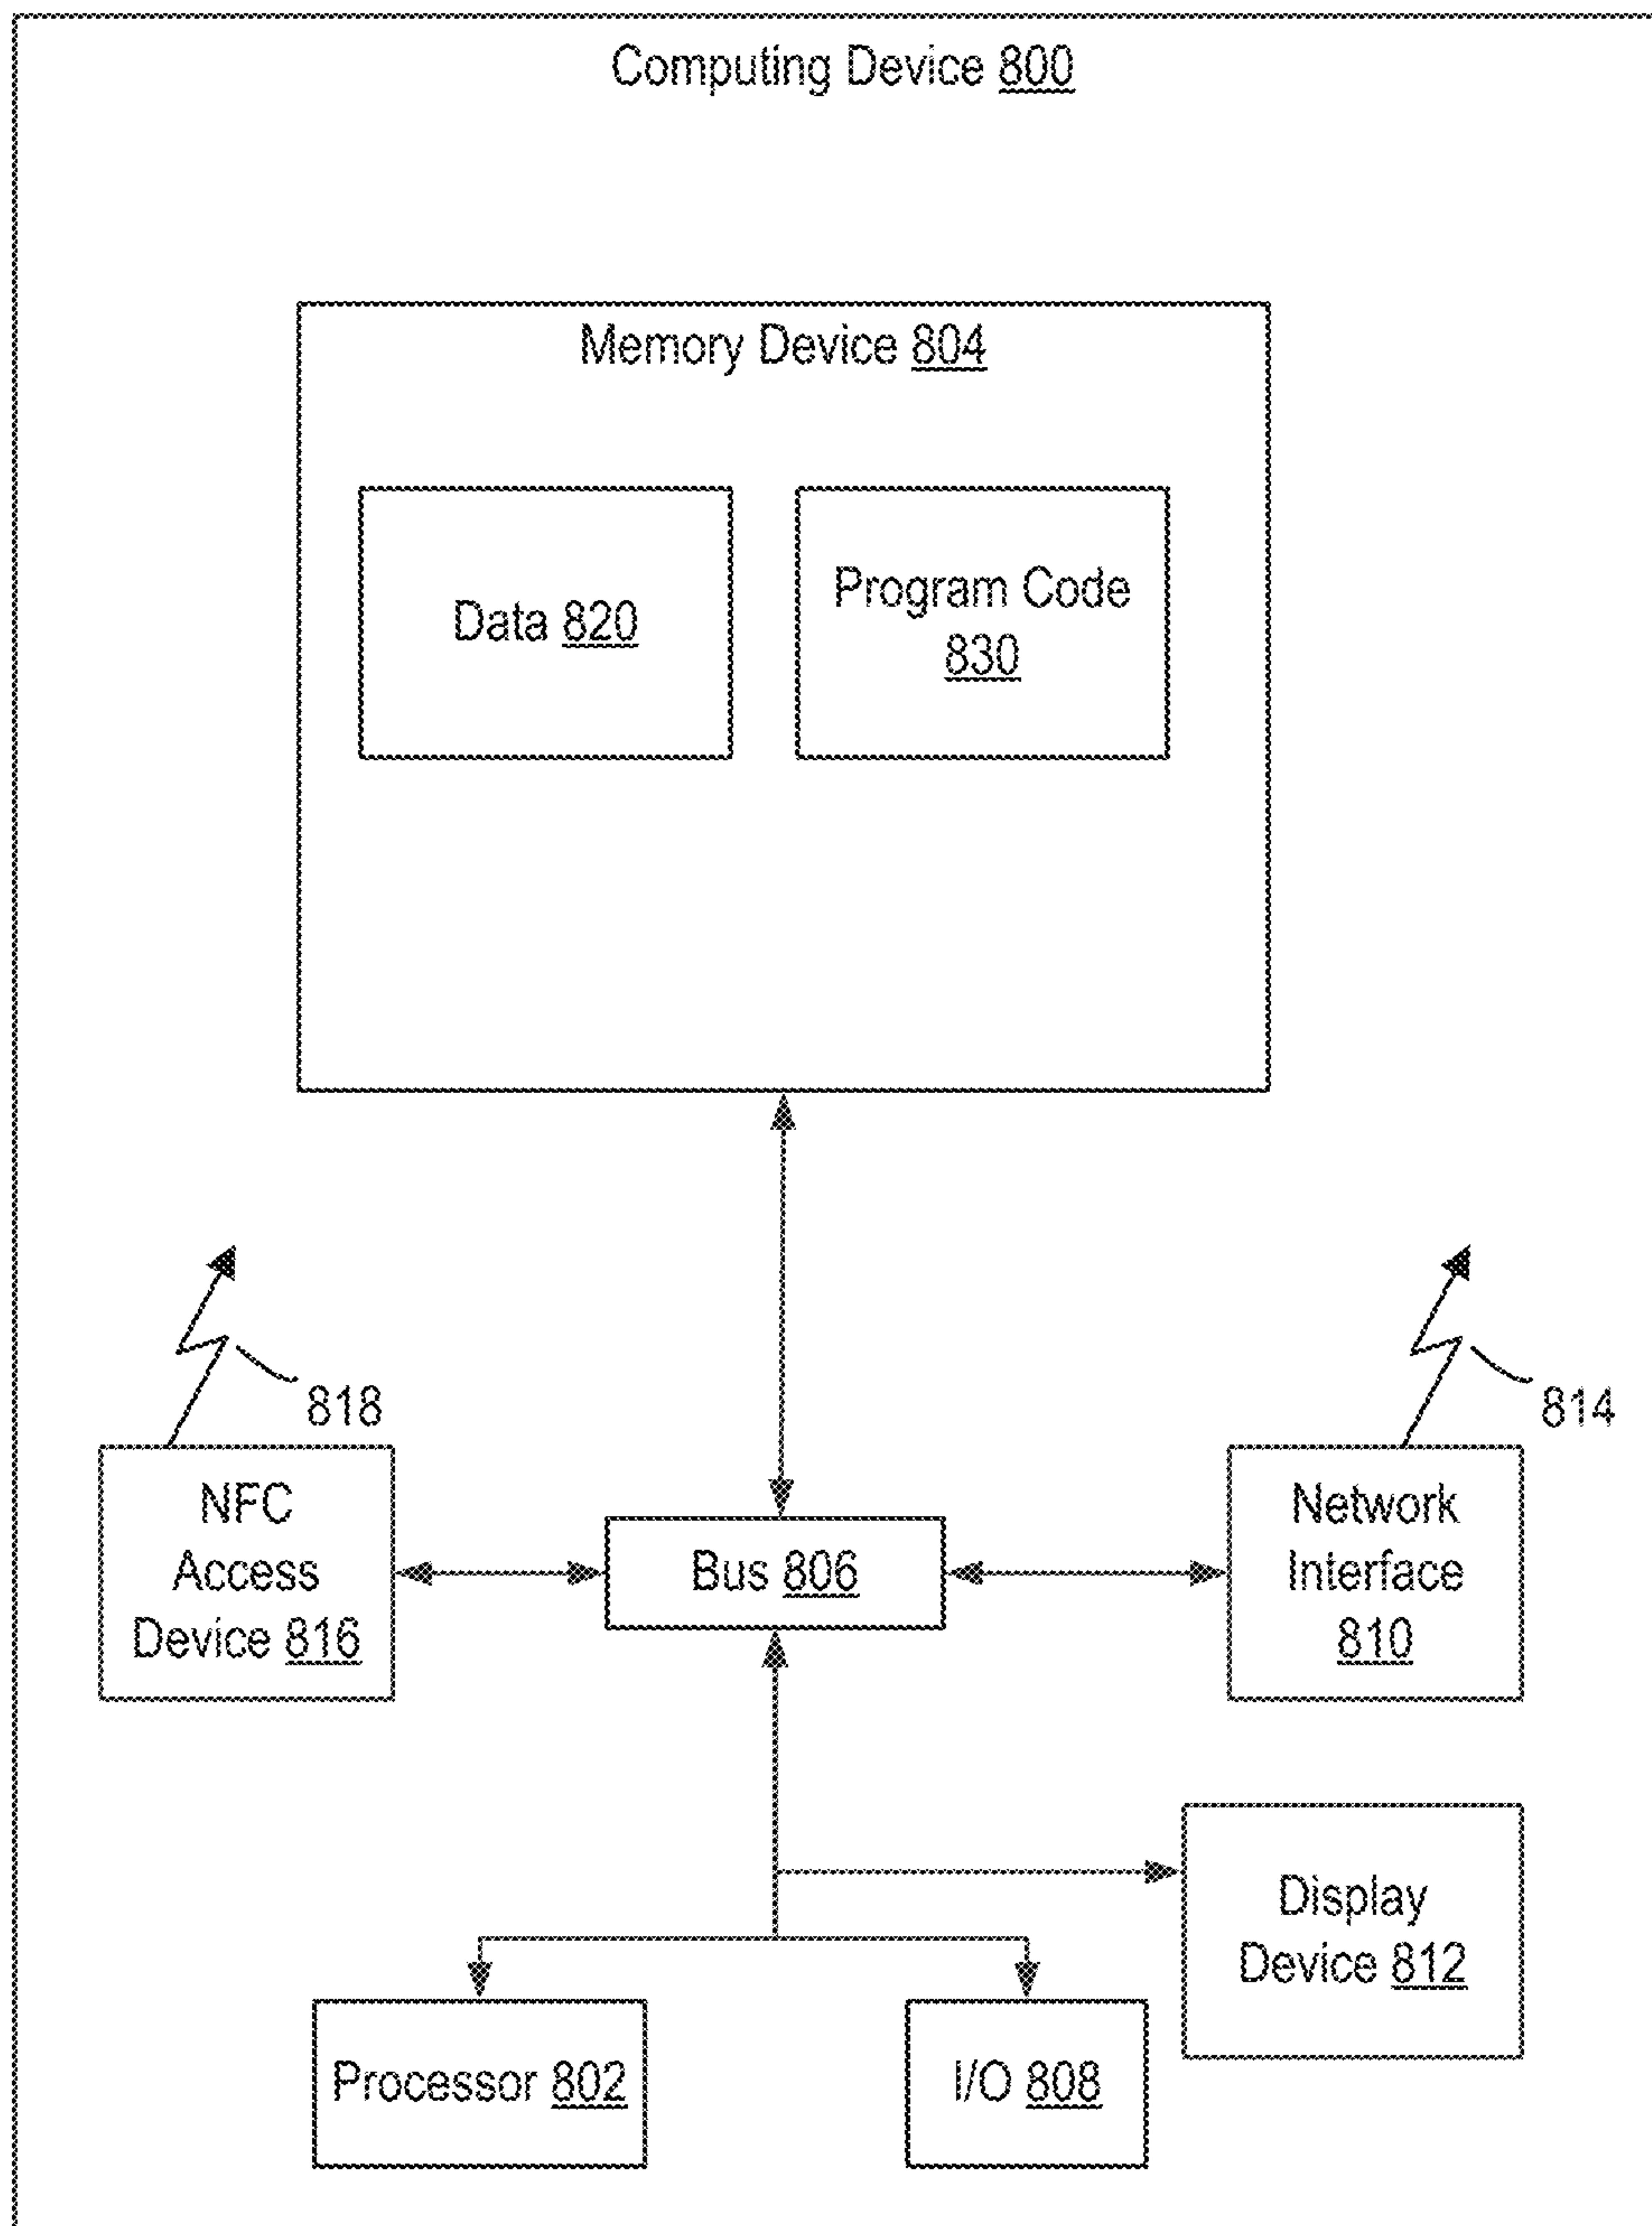 Computing Device 800
Memory Device 804
Data 820
Program Code
830
818
814
NFC
Access
Device 816
Bus 806
Network
Interface
810
Display
Device 812
Processor 802
I/O 808